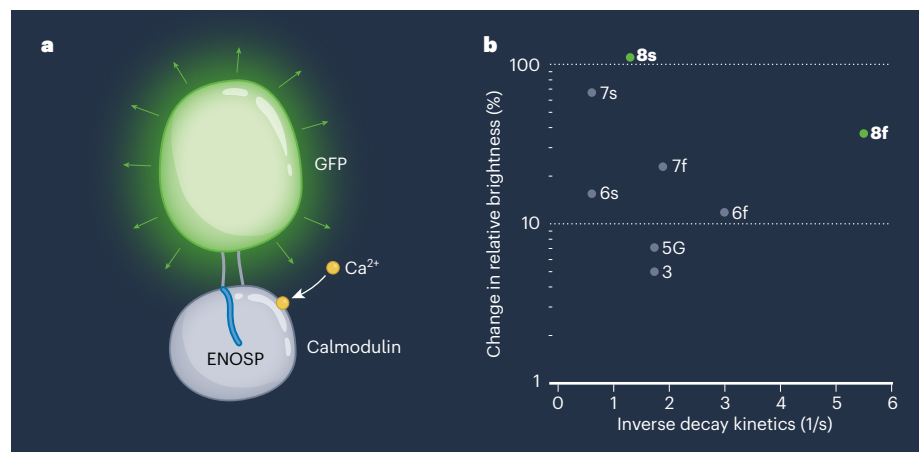 a
GFP
Ca²⁺
ENOSP
Calmodulin
b
Change in relative brightness (%)
100
10
1
8s
7s
8f
7f
6s
6f
5G
3
0 1 2 3 4 5 6
Inverse decay kinetics (1/s)